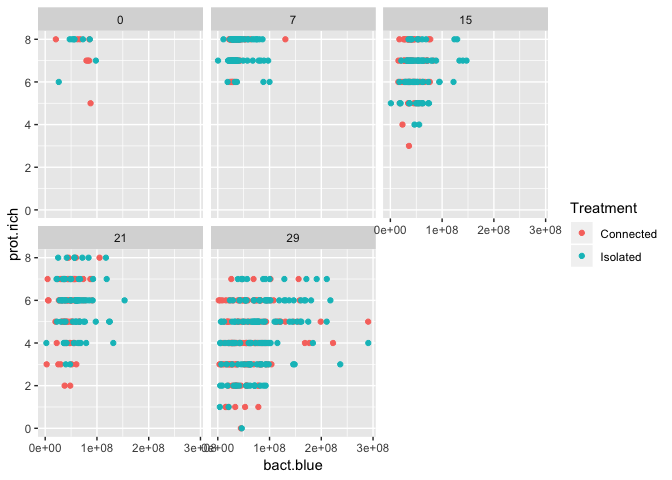 0
7
15
8
6
4
2
0
0e+00
1e+08
2e+08
3e+08
prot.rich
Treatment
Connected
Isolated
21
29
8
6
4
2
0
0e+00
1e+08
2e+08
3e+08
0e+00
1e+08
2e+08
3e+08
bact.blue